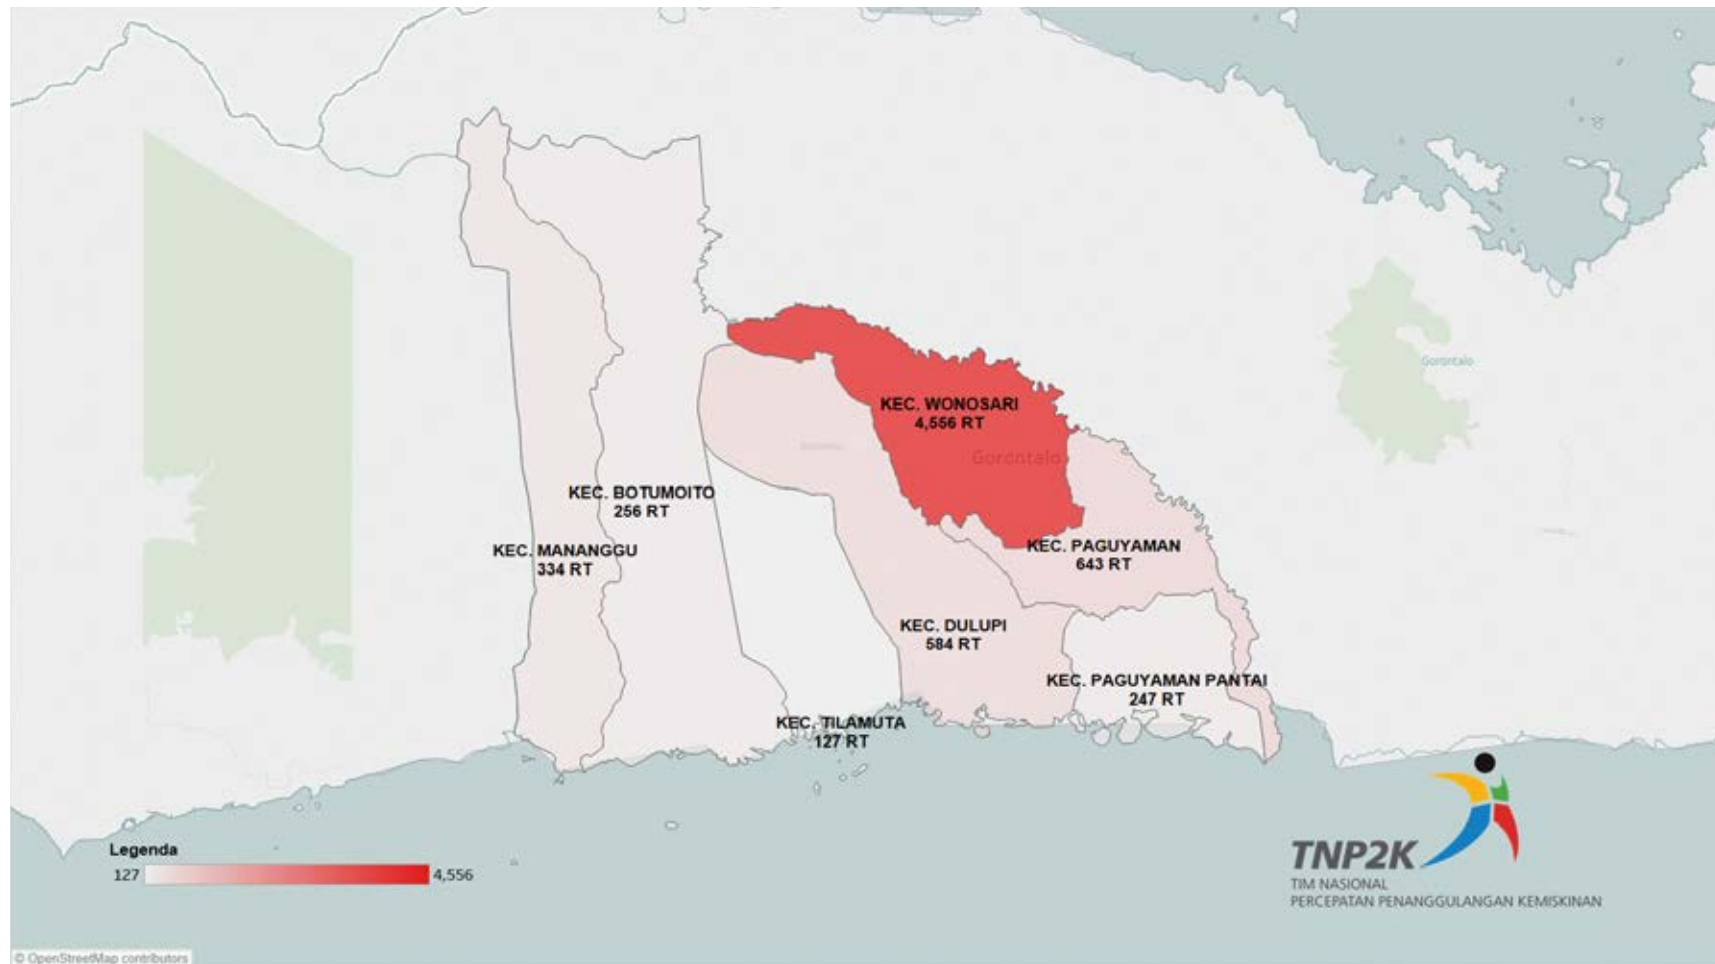 KEC. WONOSARI
4,556 RT
Gorontalo
Gorontalo
KEC. BOTUMOITO
256 RT
KEC. MANANGGU
334 RT
KEC. PAGUYAMAN
643 RT
KEC. DULUPI
584 RT
KEC. PAGUYAMAN PANTAI
247 RT
KEC. TILAMUTA
127 RT
Legenda
127
4,556
TNP2K
TIM NASIONAL
PERCEPATAN PENANGGULANGAN KEMISKINAN
© OpenStreetMap contributors